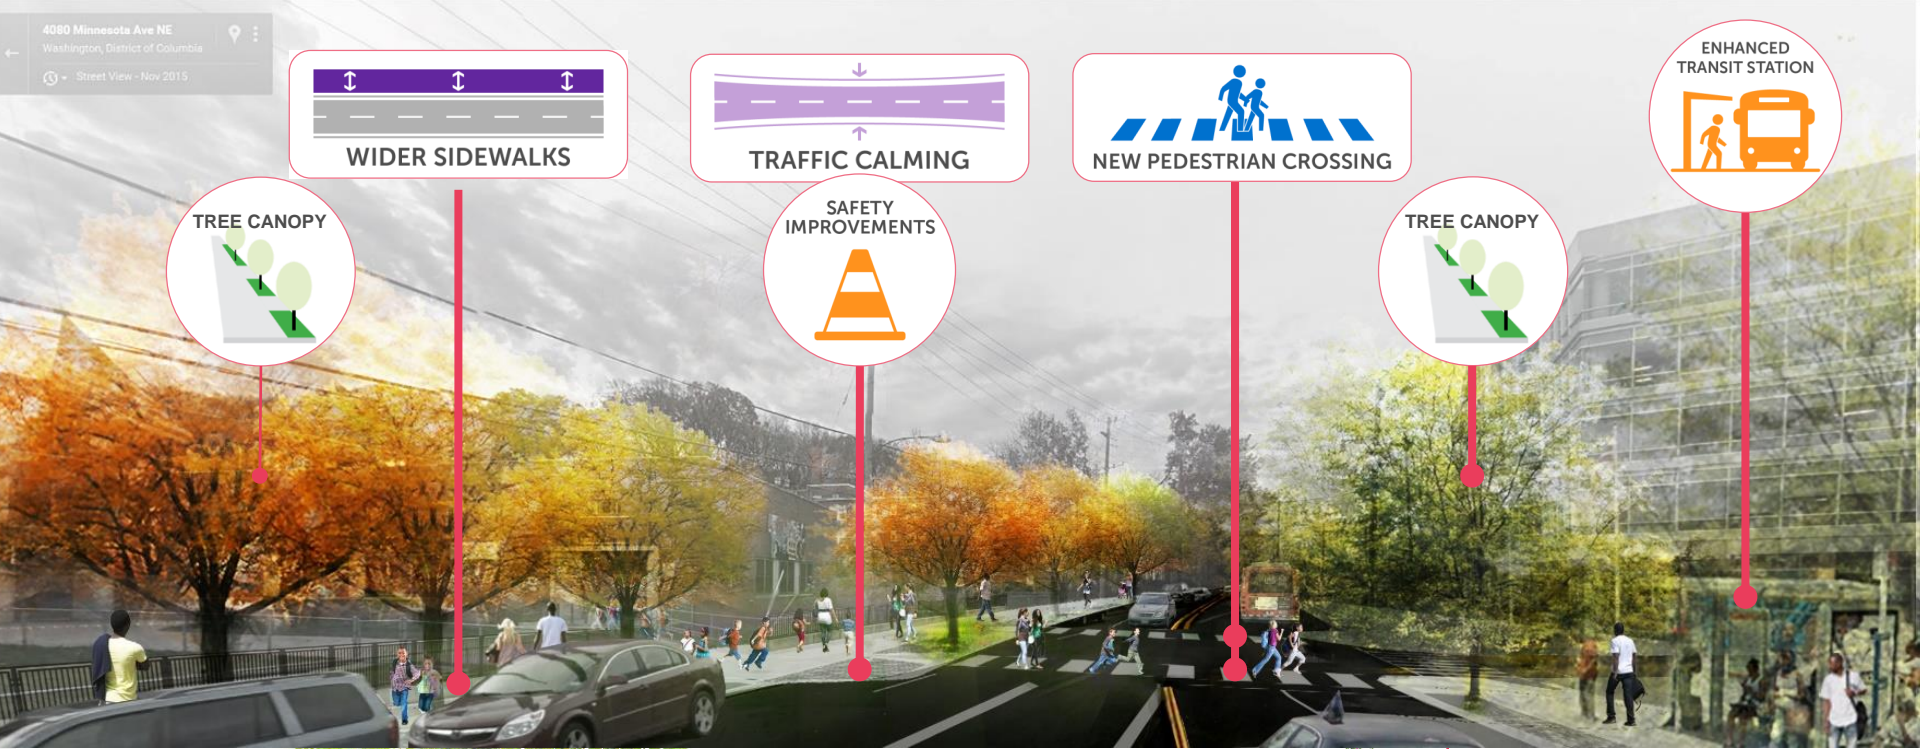 4080 Minnesota Ave NE
Washington, District of Columbia
Street View - Nov 2015
WIDER SIDEWALKS
TRAFFIC CALMING
NEW PEDESTRIAN CROSSING
ENHANCED
TRANSIT STATION
TREE CANOPY
SAFETY
IMPROVEMENTS
TREE CANOPY